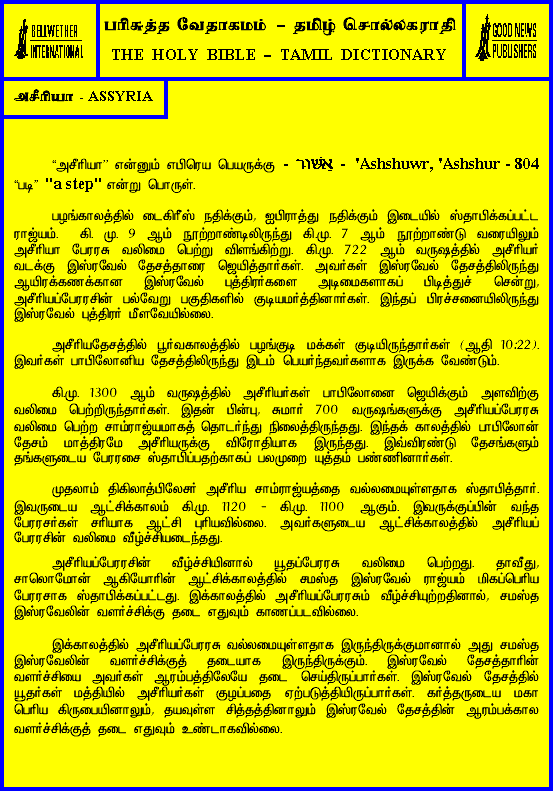 BELLWETHER
INTERNATIONAL
பரிசுத்த வேதாகமம் – தமிழ் சொல்லகராதி
THE HOLY BIBLE – TAMIL DICTIONARY
GOOD NEWS
PUBLISHERS
அசீரியா - ASSYRIA
“அசீரியா” என்னும் எபிரெய பெயருக்கு - אַשּׁוּר - 'Ashshuwr, 'Ashshur - 804
“படி” "a step" என்று பொருள்.
பழங்காலத்தில் டைகிரீஸ் நதிக்கும், ஐபிராத்து நதிக்கும் இடையில் ஸ்தாபிக்கப்பட்ட
ராஜ்யம். கி. மு. 9 ஆம் நூற்றாண்டிலிருந்து கி.மு. 7 ஆம் நூற்றாண்டு வரையிலும்
அசீரியா பேரரசு வலிமை பெற்று விளங்கிற்று. கி.மு. 722 ஆம் வருஷத்தில் அசீரியர்
வடக்கு இஸ்ரவேல் தேசத்தாரை ஜெயித்தார்கள். அவர்கள் இஸ்ரவேல் தேசத்திலிருந்து
ஆயிரக்கணக்கான இஸ்ரவேல் புத்திரர்களை அடிமைகளாகப் பிடித்துச் சென்று,
அசீரியப்பேரரசின் பல்வேறு பகுதிகளில் குடியமர்த்தினார்கள். இந்தப் பிரச்சனையிலிருந்து
இஸ்ரவேல் புத்திரர் மீளவேயில்லை.
அசீரியதேசத்தில் பூர்வகாலத்தில் பழங்குடி மக்கள் குடியிருந்தார்கள் (ஆதி 10:22).
இவர்கள் பாபிலோனிய தேசத்திலிருந்து இடம் பெயர்ந்தவர்களாக இருக்க வேண்டும்.
கி.மு. 1300 ஆம் வருஷத்தில் அசீரியர்கள் பாபிலோனை ஜெயிக்கும் அளவிற்கு
வலிமை பெற்றிருந்தார்கள். இதன் பின்பு, சுமார் 700 வருஷங்களுக்கு அசீரியப்பேரரசு
வலிமை பெற்ற சாம்ராஜ்யமாகத் தொடர்ந்து நிலைத்திருந்தது. இந்தக் காலத்தில் பாபிலோன்
தேசம் மாத்திரமே அசீரியருக்கு விரோதியாக இருந்தது. இவ்விரண்டு தேசங்களும்
தங்களுடைய பேரரசை ஸ்தாபிப்பதற்காகப் பலமுறை யுத்தம் பண்ணினார்கள்.
முதலாம் திகிலாத்பிலேசர் அசீரிய சாம்ராஜ்யத்தை வல்லமையுள்ளதாக ஸ்தாபித்தார்.
இவருடைய ஆட்சிக்காலம் கி.மு. 1120 - கி.மு. 1100 ஆகும். இவருக்குப்பின் வந்த
பேரரசர்கள் சரியாக ஆட்சி புரியவில்லை. அவர்களுடைய ஆட்சிக்காலத்தில் அசீரியப்
பேரரசின் வலிமை வீழ்ச்சியடைந்தது.
அசீரியப்பேரரசின் வீழ்ச்சியினால் யூதப்பேரரசு வலிமை பெற்றது. தாவீது,
சாலொமோன் ஆகியோரின் ஆட்சிக்காலத்தில் சமஸ்த இஸ்ரவேல் ராஜ்யம் மிகப்பெரிய
பேரரசாக ஸ்தாபிக்கப்பட்டது. இக்காலத்தில் அசீரியப்பேரரசும் வீழ்ச்சியுற்றதினால், சமஸ்த
இஸ்ரவேலின் வளர்ச்சிக்கு தடை எதுவும் காணப்படவில்லை.
இக்காலத்தில் அசீரியப்பேரரசு வல்லமையுள்ளதாக இருந்திருக்குமானால் அது சமஸ்த
இஸ்ரவேலின் வளர்ச்சிக்குத் தடையாக இருந்திருக்கும். இஸ்ரவேல் தேசத்தாரின்
வளர்ச்சியை அவர்கள் ஆரம்பத்திலேயே தடை செய்திருப்பார்கள். இஸ்ரவேல் தேசத்தில்
யூதர்கள் மத்தியில் அசீரியர்கள் குழப்பதை ஏற்படுத்தியிருப்பார்கள். கர்த்தருடைய மகா
பெரிய கிருபையினாலும், தயவுள்ள சித்தத்தினாலும் இஸ்ரவேல் தேசத்தின் ஆரம்பக்கால
வளர்ச்சிக்குத் தடை எதுவும் உண்டாகவில்லை.